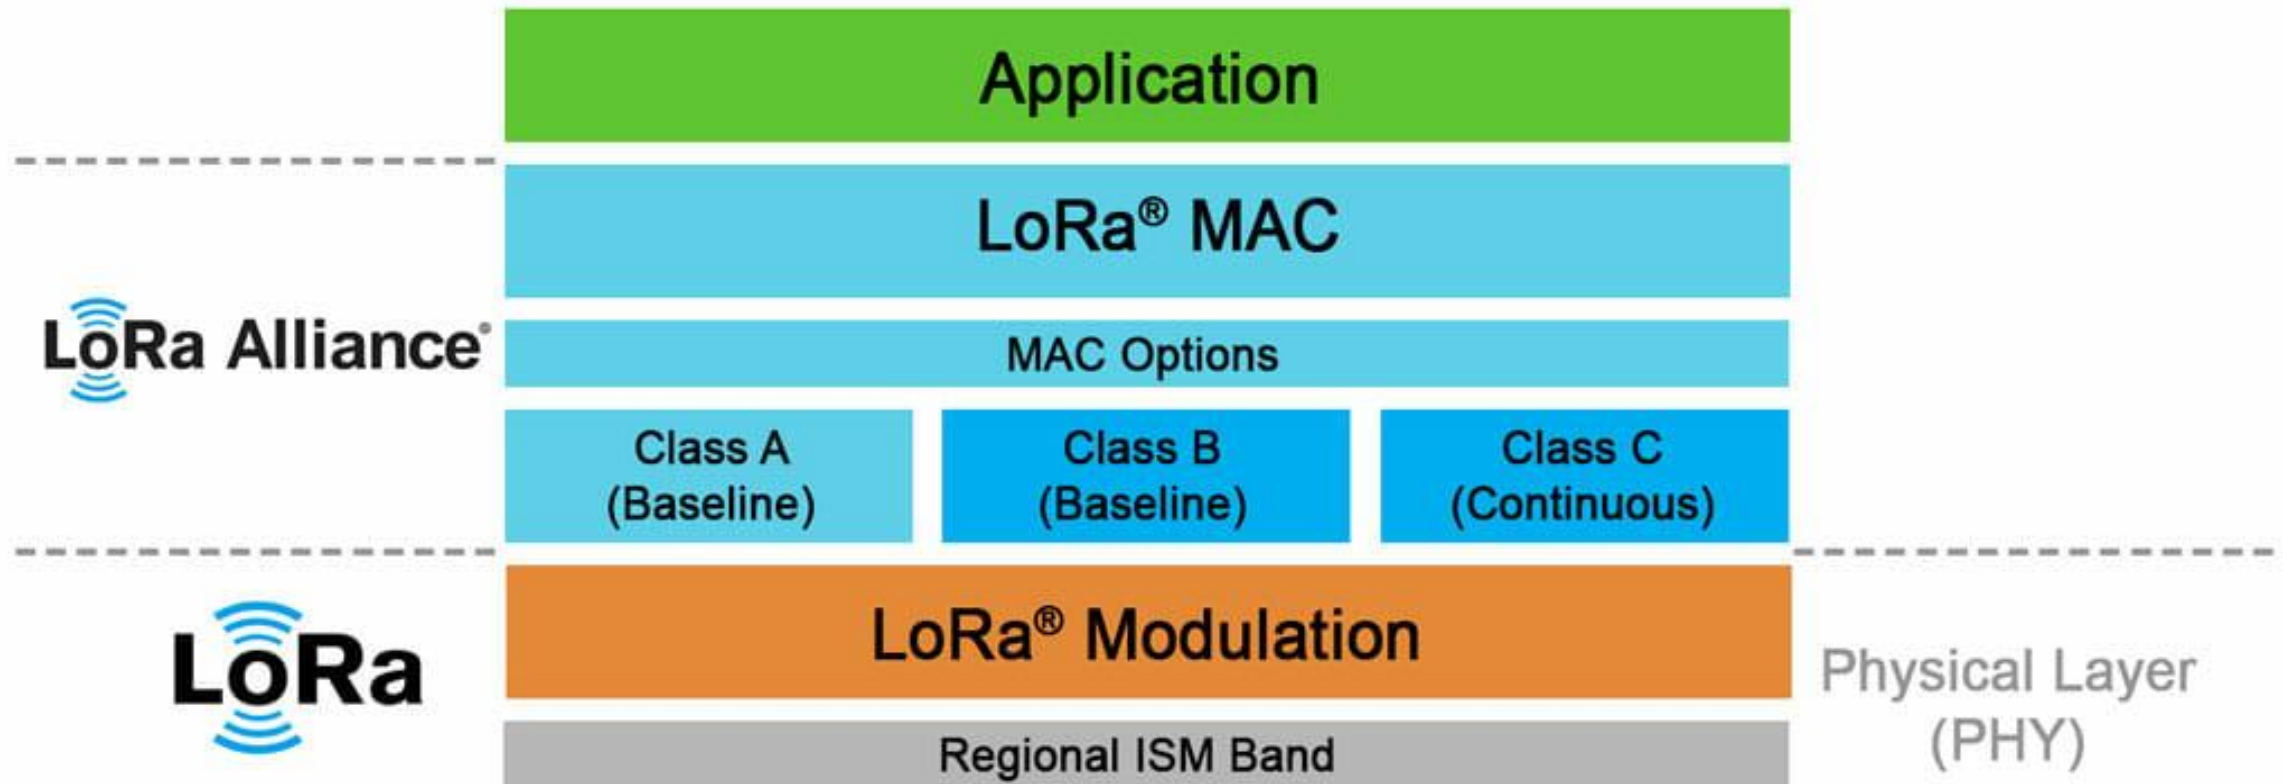 Application
LoRa® MAC
LoRa Alliance®
MAC Options
Class A
(Baseline)
Class B
(Baseline)
Class C
(Continuous)
LoRa
LoRa® Modulation
Physical Layer
(PHY)
Regional ISM Band